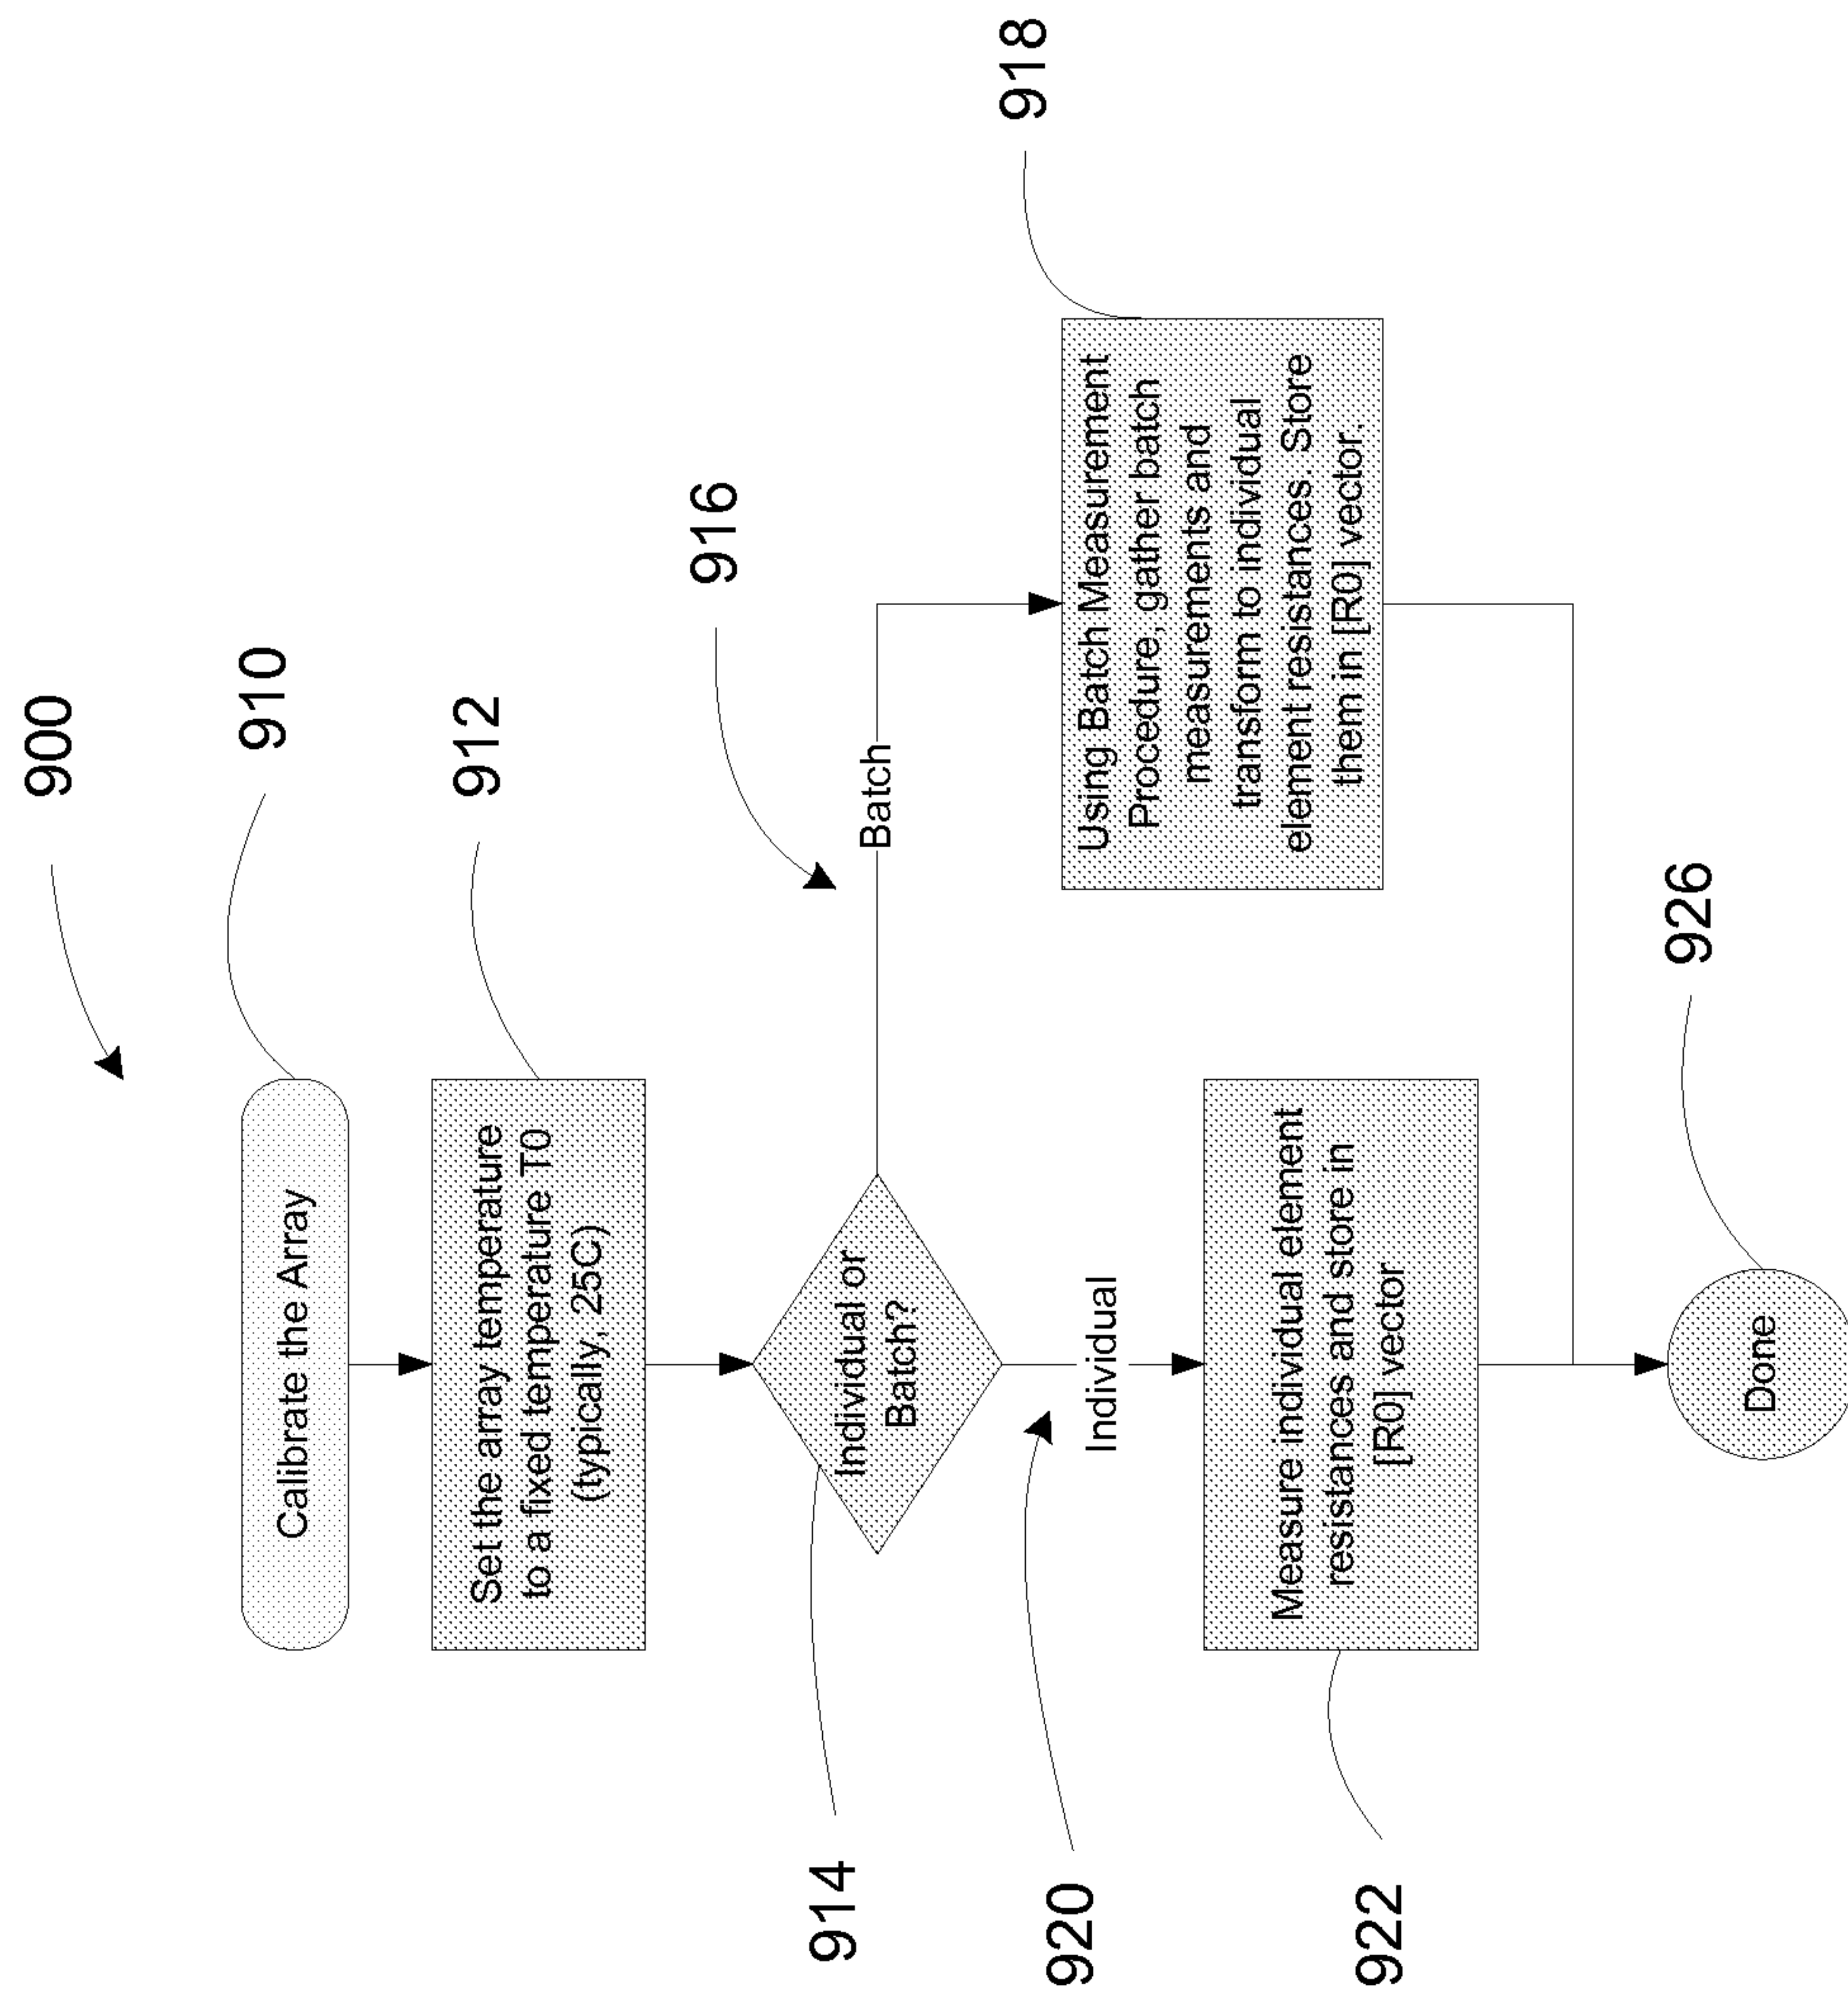 900
910
Calibrate the Array
912
Set the array temperature
to a fixed temperature T0
(typically, 25C)
914
Individual or
Batch?
916
Batch
918
Using Batch Measurement
Procedure, gather batch
measurements and
transform to individual
element resistances. Store
them in [R0] vector.
920
Individual
922
Measure individual element
resistances and store in
[R0] vector
926
Done